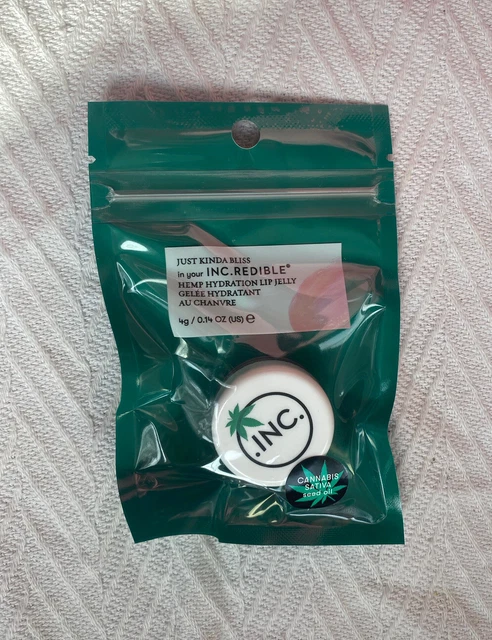 JUST KINDA BLISS
in your INC.REDIBLE®
HEMP HYDRATION LIP JELLY
GELÉE HYDRATANT
AU CHANVRE
4g / 0.14 OZ (US) ℮
.INC.
CANNABIS
SATIVA
seed oil